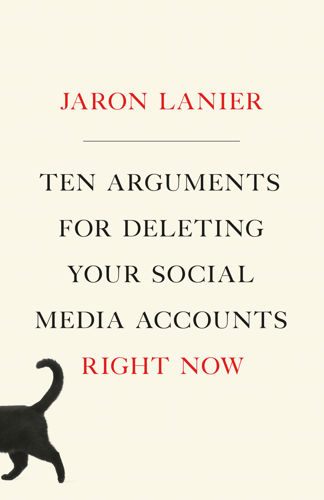 JARON LANIER
TEN ARGUMENTS
FOR DELETING
YOUR SOCIAL
MEDIA ACCOUNTS
RIGHT NOW